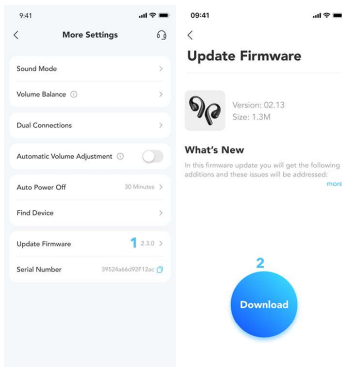 9:41
More Settings
Sound Mode
Volume Balance
Dual Connections
Automatic Volume Adjustment
Auto Power Off 30 Minutes
Find Device
Update Firmware 1 2.3.0
Serial Number 39524a66u92F12ac
09:41
Update Firmware
Version: 02.13
Size: 1.3M
What's New
In this firmware update you will get the following
additions and these issues will be addressed:
more
2
Download